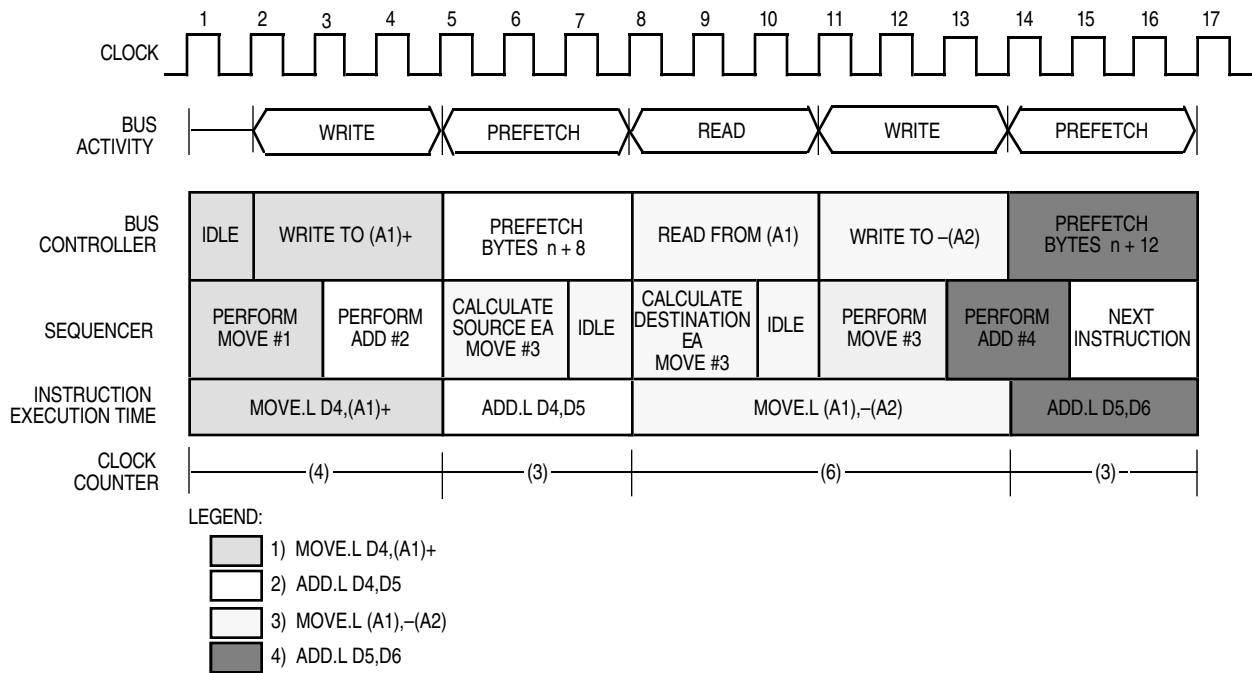 1 2 3 4 5 6 7 8 9 10 11 12 13 14 15 16 17
CLOCK
BUS
ACTIVITY
WRITE PREFETCH READ WRITE PREFETCH
BUS
CONTROLLER
IDLE
WRITE TO (A1)+
PREFETCH
BYTES n + 8
READ FROM (A1)
WRITE TO –(A2)
PREFETCH
BYTES n + 12
SEQUENCER
PERFORM
MOVE #1
PERFORM
ADD #2
CALCULATE
SOURCE EA
MOVE #3
IDLE
CALCULATE
DESTINATION
EA
MOVE #3
IDLE
PERFORM
MOVE #3
PERFORM
ADD #4
NEXT
INSTRUCTION
INSTRUCTION
EXECUTION TIME
MOVE.L D4,(A1)+ ADD.L D4,D5 MOVE.L (A1),–(A2) ADD.L D5,D6
CLOCK
COUNTER
(4) (3) (6) (3)
LEGEND:
1) MOVE.L D4,(A1)+
2) ADD.L D4,D5
3) MOVE.L (A1),–(A2)
4) ADD.L D5,D6